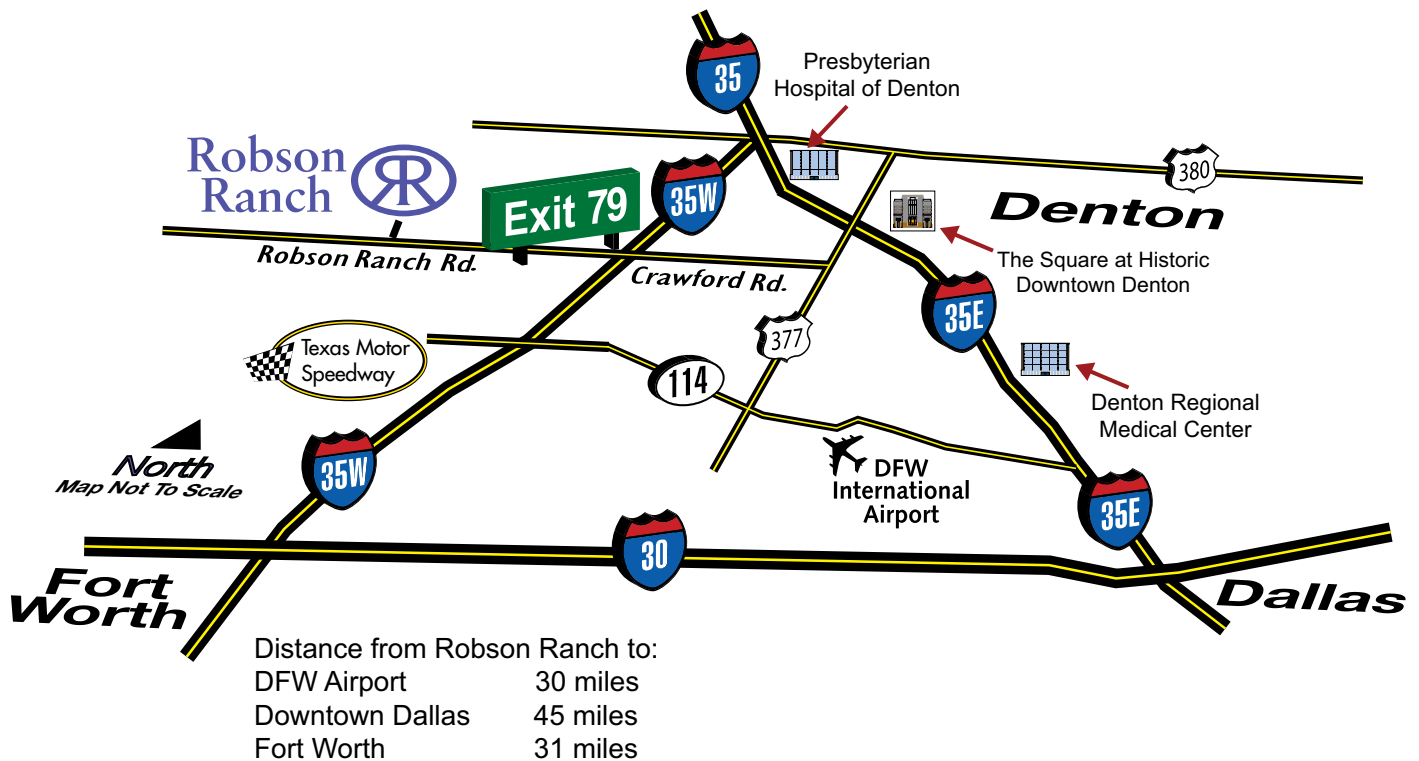 35
Presbyterian
Hospital of Denton
Robson
Ranch
RR
Exit 79
35W
380
Denton
Robson Ranch Rd.
Crawford Rd.
The Square at Historic
Downtown Denton
35E
377
Texas Motor
Speedway
114
Denton Regional
Medical Center
North
Map Not To Scale
35W
DFW
International
Airport
35E
30
Fort
Worth
Dallas
Distance from Robson Ranch to:
DFW Airport 30 miles
Downtown Dallas 45 miles
Fort Worth 31 miles